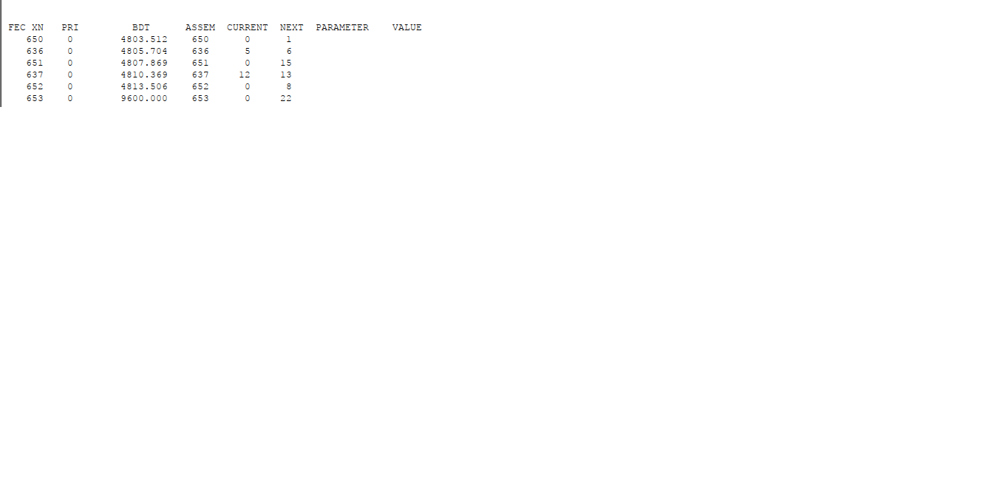 FEC XN PRI BDT ASSEM CURRENT NEXT PARAMETER VALUE
650 0 4803.512 650 0 1
636 0 4805.704 636 5 6
651 0 4807.869 651 0 15
637 0 4810.369 637 12 13
652 0 4813.506 652 0 8
653 0 9600.000 653 0 22